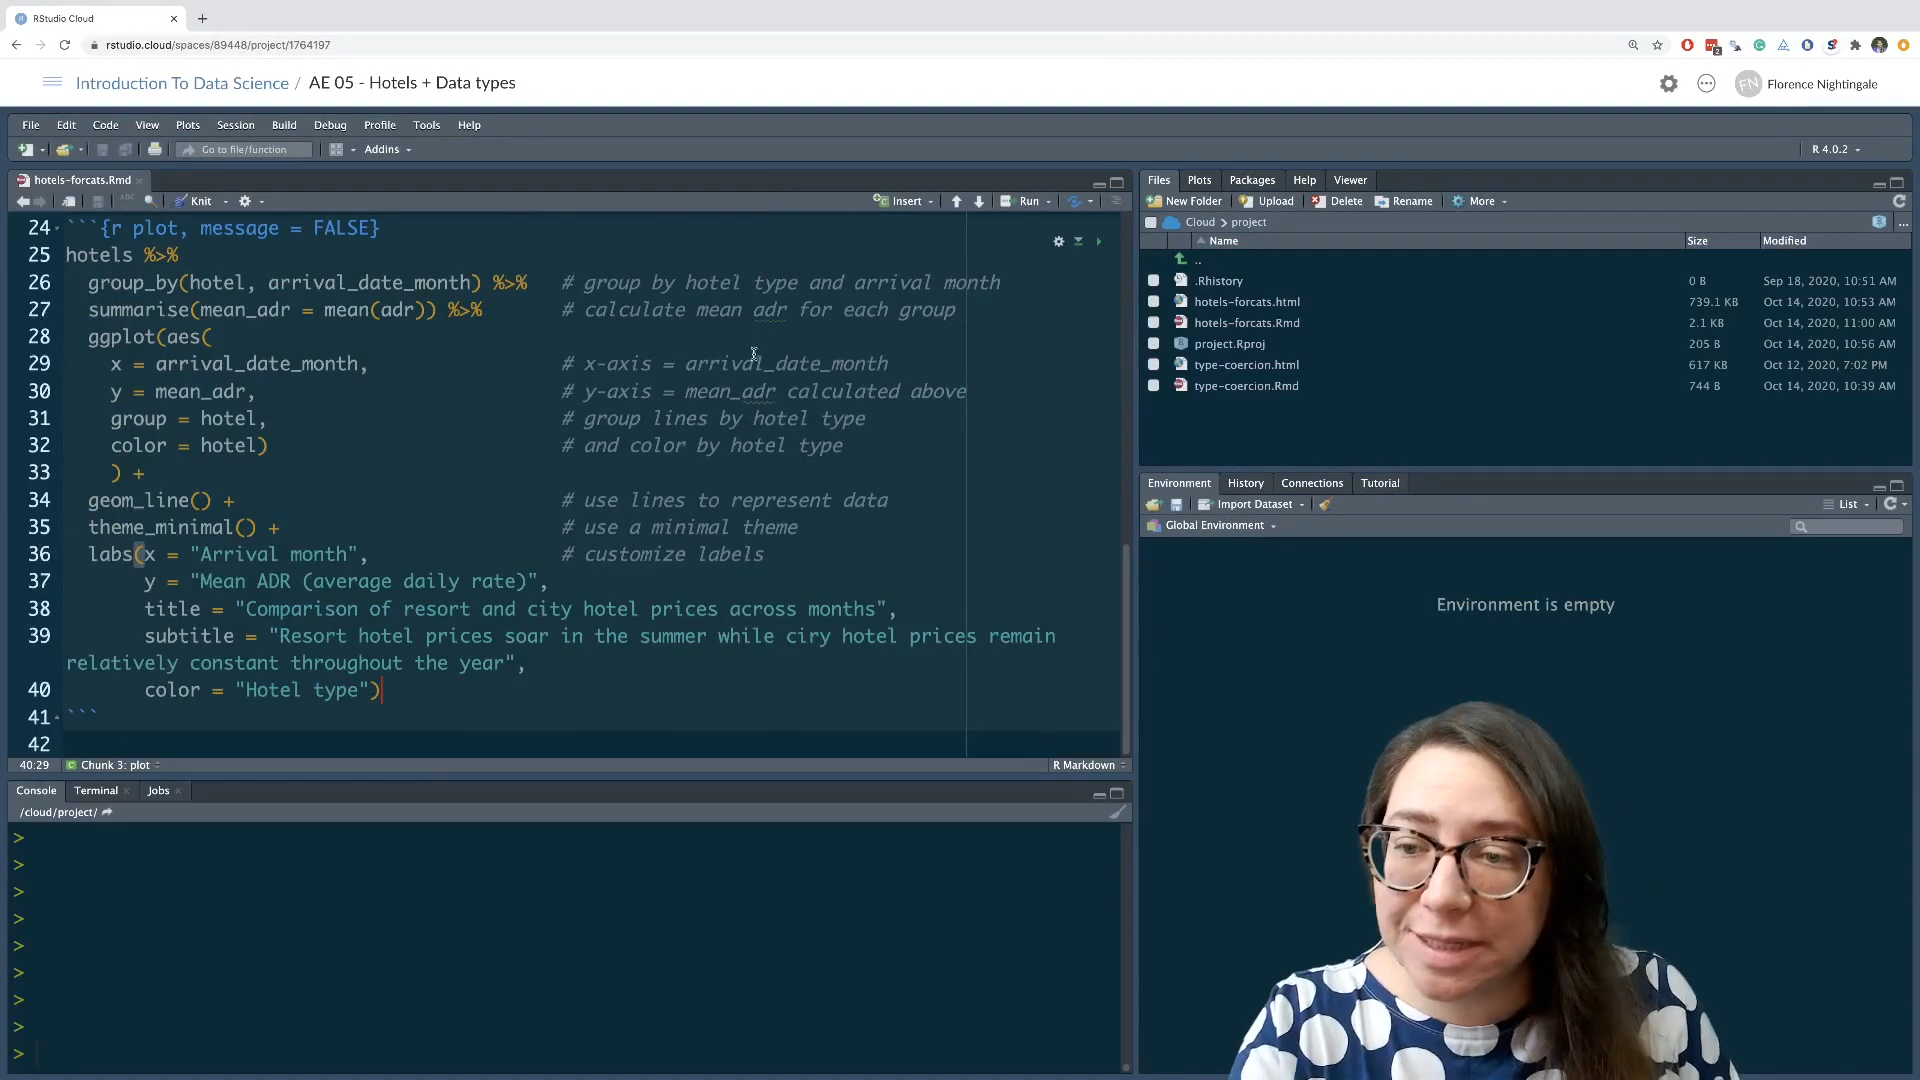 RStudio Cloud
rstudio.cloud/spaces/89448/project/1764197
Introduction To Data Science / AE 05 - Hotels + Data types
FN Florence Nightingale
File Edit Code View Plots Session Build Debug Profile Tools Help
Go to file/function Addins R 4.0.2
hotels-forcats.Rmd
ABC Knit Insert Run
24 ```{r plot, message = FALSE}
25 hotels %>%
26 group_by(hotel, arrival_date_month) %>% # group by hotel type and arrival month
27 summarise(mean_adr = mean(adr)) %>% # calculate mean adr for each group
28 ggplot(aes(
29 x = arrival_date_month, # x-axis = arrival_date_month
30 y = mean_adr, # y-axis = mean_adr calculated above
31 group = hotel, # group lines by hotel type
32 color = hotel) # and color by hotel type
33 ) +
34 geom_line() + # use lines to represent data
35 theme_minimal() + # use a minimal theme
36 labs(x = "Arrival month", # customize labels
37 y = "Mean ADR (average daily rate)",
38 title = "Comparison of resort and city hotel prices across months",
39 subtitle = "Resort hotel prices soar in the summer while ciry hotel prices remain
relatively constant throughout the year",
40 color = "Hotel type")
41 ```
42
40:29 Chunk 3: plot R Markdown
Console Terminal Jobs
/cloud/project/
>
>
>
>
>
>
>
>
>
Files Plots Packages Help Viewer
New Folder Upload Delete Rename More
Cloud > project ...
Name Size Modified
..
.Rhistory 0 B Sep 18, 2020, 10:51 AM
hotels-forcats.html 739.1 KB Oct 14, 2020, 10:53 AM
hotels-forcats.Rmd 2.1 KB Oct 14, 2020, 11:00 AM
project.Rproj 205 B Oct 14, 2020, 10:56 AM
type-coercion.html 617 KB Oct 12, 2020, 7:02 PM
type-coercion.Rmd 744 B Oct 14, 2020, 10:39 AM
Environment History Connections Tutorial
Import Dataset List
Global Environment
Environment is empty